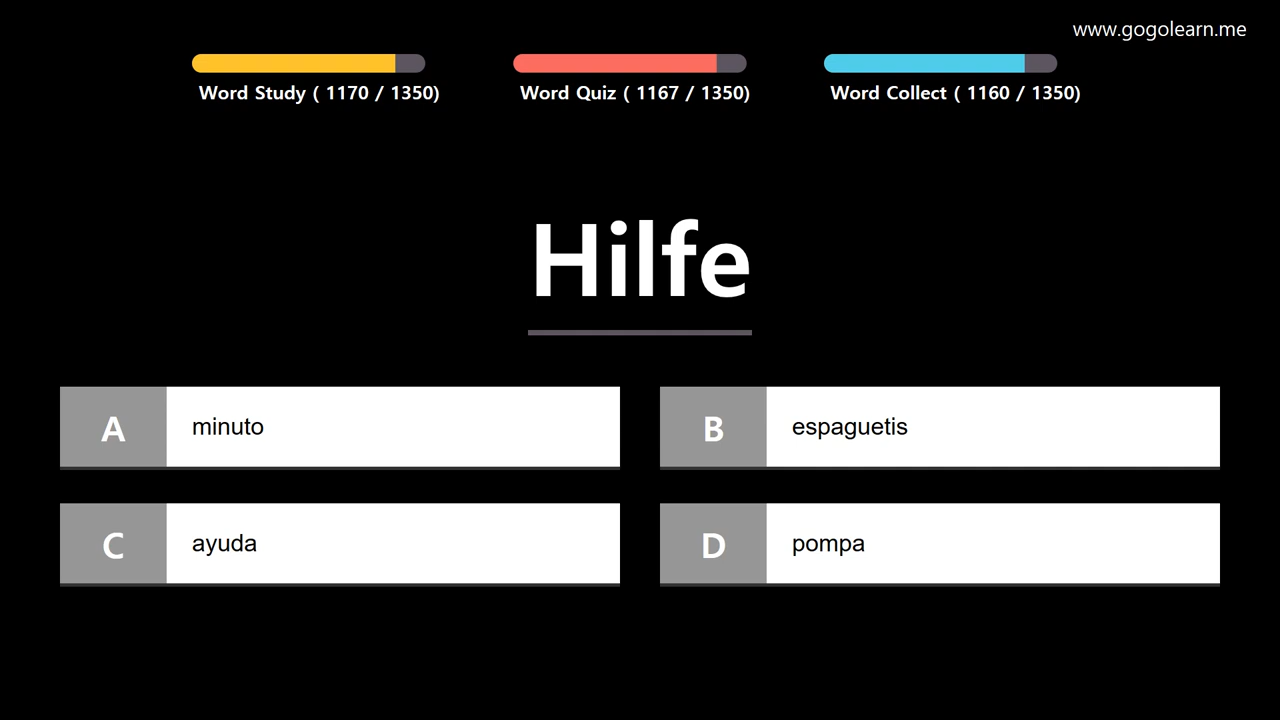 www.gogolearn.me
Word Study ( 1170 / 1350)
Word Quiz ( 1167 / 1350)
Word Collect ( 1160 / 1350)
Hilfe
A minuto
B espaguetis
C ayuda
D pompa